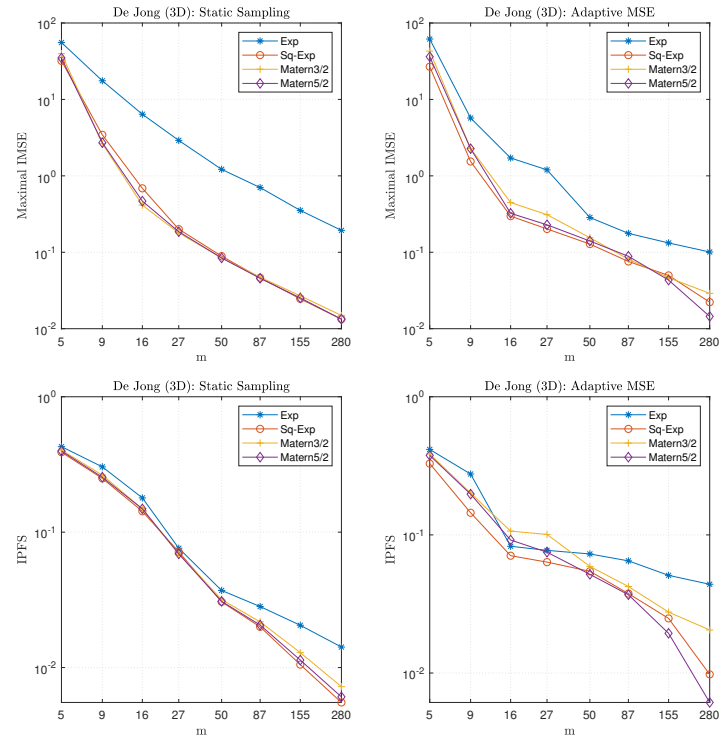 De Jong (3D): Static Sampling
Maximal IMSE
10^2
10^1
10^0
10^-1
10^-2
Exp
Sq-Exp
Matern3/2
Matern5/2
5 9 16 27 50 87 155 280
m
De Jong (3D): Adaptive MSE
Maximal IMSE
10^2
10^1
10^0
10^-1
10^-2
Exp
Sq-Exp
Matern3/2
Matern5/2
5 9 16 27 50 87 155 280
m
De Jong (3D): Static Sampling
IPFS
10^0
10^-1
10^-2
Exp
Sq-Exp
Matern3/2
Matern5/2
5 9 16 27 50 87 155 280
m
De Jong (3D): Adaptive MSE
IPFS
10^0
10^-1
10^-2
Exp
Sq-Exp
Matern3/2
Matern5/2
5 9 16 27 50 87 155 280
m